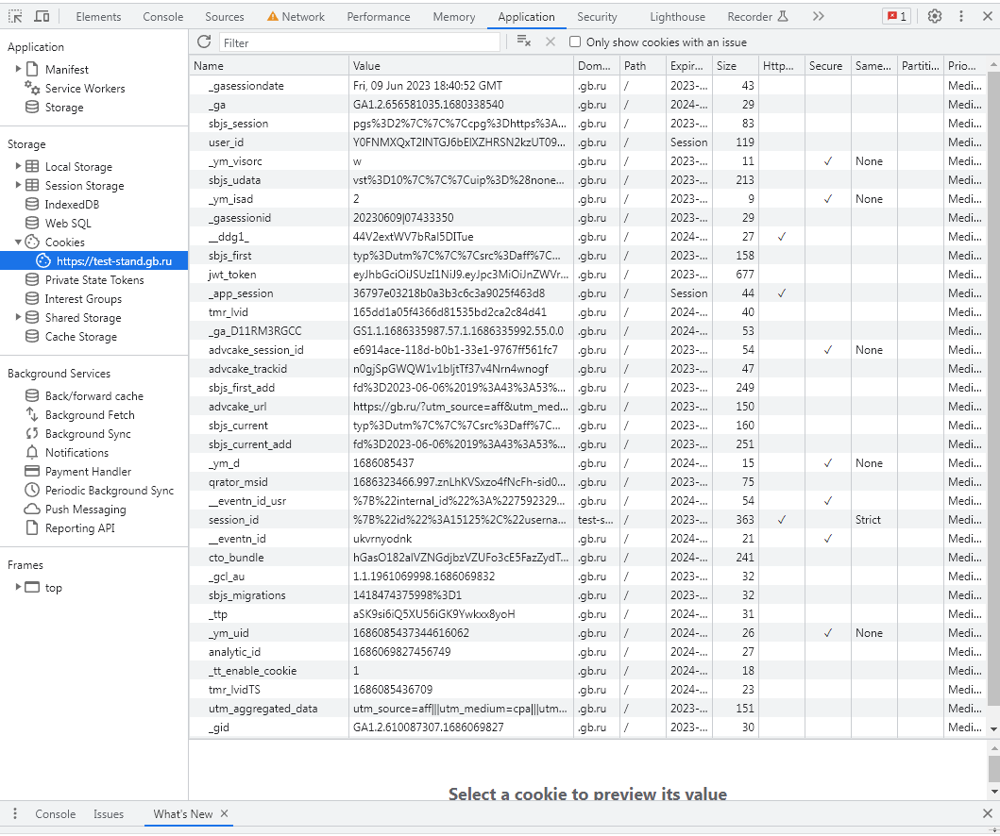 Elements Console Sources Network Performance Memory Application Security Lighthouse Recorder 1
Application
Manifest
Service Workers
Storage
Storage
Local Storage
Session Storage
IndexedDB
Web SQL
Cookies
https://test-stand.gb.ru
Private State Tokens
Interest Groups
Shared Storage
Cache Storage
Background Services
Back/forward cache
Background Fetch
Background Sync
Notifications
Payment Handler
Periodic Background Sync
Push Messaging
Reporting API
Frames
top
Filter Only show cookies with an issue
Name Value Dom... Path Expir... Size Http... Secure Same... Partiti... Prio...
_gasessiondate Fri, 09 Jun 2023 18:40:52 GMT .gb.ru / 2023-... 43 Medi...
_ga GA1.2.656581035.1680338540 .gb.ru / 2024-... 29 Medi...
sbjs_session pgs%3D2%7C%7C%7Ccpg%3Dhttps%3A... .gb.ru / 2023-... 83 Medi...
user_id Y0FNMXQxT2lNTGJ6bElXZHRSN2kzUT09... .gb.ru / Session 119 Medi...
_ym_visorc w .gb.ru / 2023-... 11 ✓ None Medi...
sbjs_udata vst%3D10%7C%7C%7Cuip%3D%28none... .gb.ru / 2023-... 213 Medi...
_ym_isad 2 .gb.ru / 2023-... 9 ✓ None Medi...
_gasessionid 20230609|07433350 .gb.ru / 2023-... 29 Medi...
__ddg1_ 44V2extWV7bRaI5DITue .gb.ru / 2024-... 27 ✓ Medi...
sbjs_first typ%3Dutm%7C%7C%7Csrc%3Daff%7C... .gb.ru / 2023-... 158 Medi...
jwt_token eyJhbGciOiJSUzI1NiJ9.eyJpc3MiOiJnZWVr... .gb.ru / 2023-... 677 Medi...
_app_session 36797e03218b0a3b3c6c3a9025f463d8 .gb.ru / Session 44 ✓ Medi...
tmr_lvid 165dd1a05f4366d81535bd2ca2c84d41 .gb.ru / 2024-... 40 Medi...
_ga_D11RM3RGCC GS1.1.1686335987.57.1.1686335992.55.0.0 .gb.ru / 2024-... 53 Medi...
advcake_session_id e6914ace-118d-b0b1-33e1-9767ff561fc7 .gb.ru / 2023-... 54 ✓ None Medi...
advcake_trackid n0gjSpGWQW1v1bljtTf37v4Nrn4wnogf .gb.ru / 2023-... 47 Medi...
sbjs_first_add fd%3D2023-06-06%2019%3A43%3A53%... .gb.ru / 2023-... 249 Medi...
advcake_url https://gb.ru/?utm_source=aff&utm_med... .gb.ru / 2023-... 150 Medi...
sbjs_current typ%3Dutm%7C%7C%7Csrc%3Daff%7C... .gb.ru / 2023-... 160 Medi...
sbjs_current_add fd%3D2023-06-06%2019%3A43%3A53%... .gb.ru / 2023-... 251 Medi...
_ym_d 1686085437 .gb.ru / 2024-... 15 ✓ None Medi...
qrator_msid 1686323466.997.znLhKVSxzo4fNcFh-sid0... .gb.ru / 2023-... 75 Medi...
__eventn_id_usr %7B%22internal_id%22%3A%227592329... .gb.ru / 2024-... 54 ✓ Medi...
session_id %7B%22id%22%3A15125%2C%22userna... test-s... / 2023-... 363 ✓ Strict Medi...
__eventn_id ukvrnyodnk .gb.ru / 2024-... 21 ✓ Medi...
cto_bundle hGasO182alVZNGdjbzVZUFo3cE5FazZydT... .gb.ru / 2024-... 241 Medi...
_gcl_au 1.1.1961069998.1686069832 .gb.ru / 2023-... 32 Medi...
sbjs_migrations 1418474375998%3D1 .gb.ru / 2023-... 32 Medi...
_ttp aSK9si6iQ5XU56iGK9Ywkxx8yoH .gb.ru / 2024-... 31 Medi...
_ym_uid 1686085437344616062 .gb.ru / 2024-... 26 ✓ None Medi...
analytic_id 1686069827456749 .gb.ru / 2024-... 27 Medi...
_tt_enable_cookie 1 .gb.ru / 2024-... 18 Medi...
tmr_lvidTS 1686085436709 .gb.ru / 2024-... 23 Medi...
utm_aggregated_data utm_source=aff|||utm_medium=cpa|||utm... .gb.ru / 2023-... 151 Medi...
_gid GA1.2.610087307.1686069827 .gb.ru / 2023-... 30 Medi...
Select a cookie to preview its value
Console Issues What's New